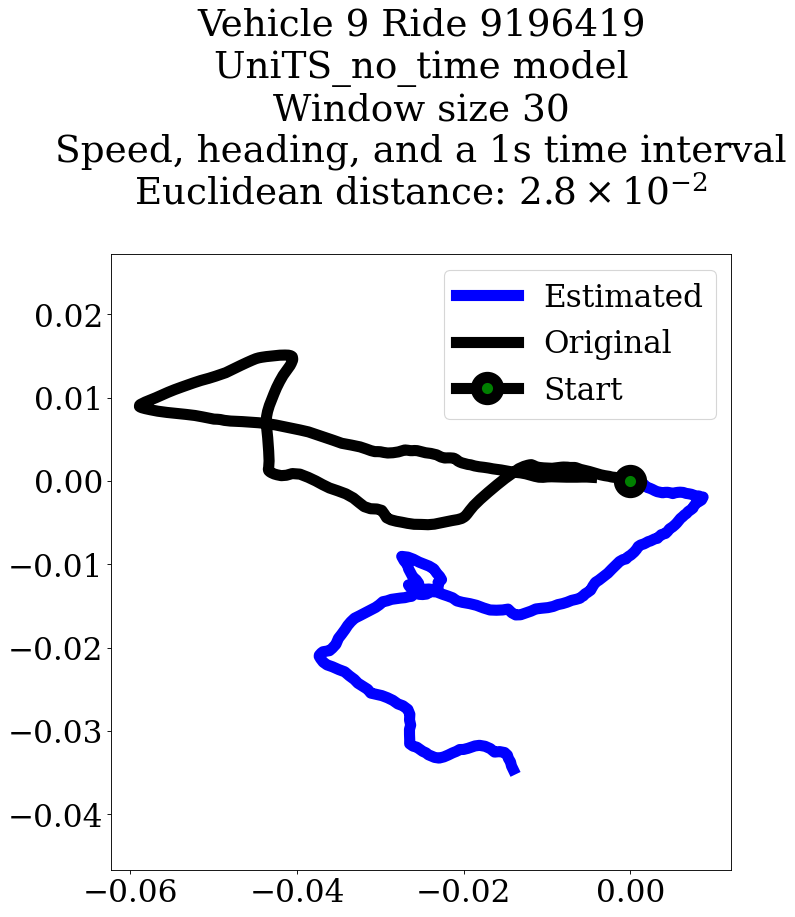 Vehicle 9 Ride 9196419
UniTS_no_time model
Window size 30
Speed, heading, and a 1s time interval
Euclidean distance: 2.8 × 10⁻²
Estimated
Original
Start
0.02
0.01
0.00
−0.01
−0.02
−0.03
−0.04
−0.06
−0.04
−0.02
0.00